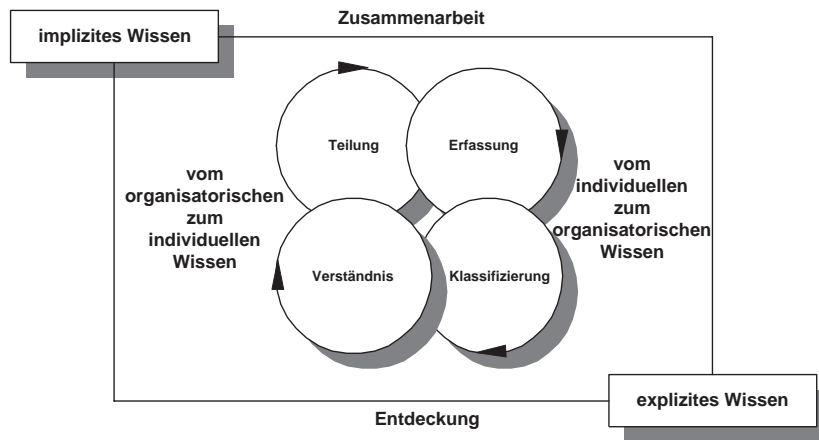 Zusammenarbeit
implizites Wissen
Teilung
Erfassung
vom
organisatorischen
zum
individuellen
Wissen
vom
individuellen
zum
organisatorischen
Wissen
Verständnis
Klassifizierung
explizites Wissen
Entdeckung